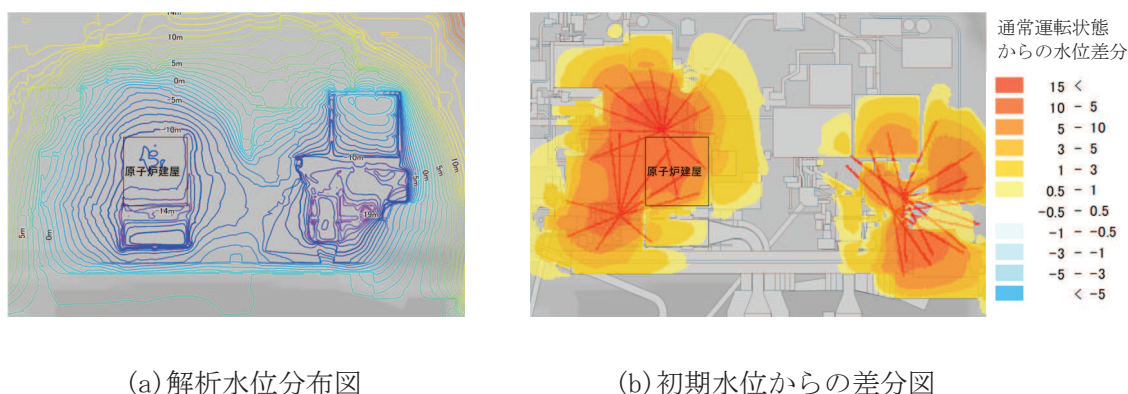 14m
10m
10m
5m
0m
-5m
-10m
原子炉建屋
14m
10m
19m
5m
0m
5m
10m
5m
0m
原子炉建屋
通常運転状態
からの水位差分
15 <
10 - 5
5 - 10
3 - 5
1 - 3
0.5 - 1
-0.5 - 0.5
-1 - -0.5
-3 - -1
-5 - -3
< -5
(a)解析水位分布図
(b)初期水位からの差分図